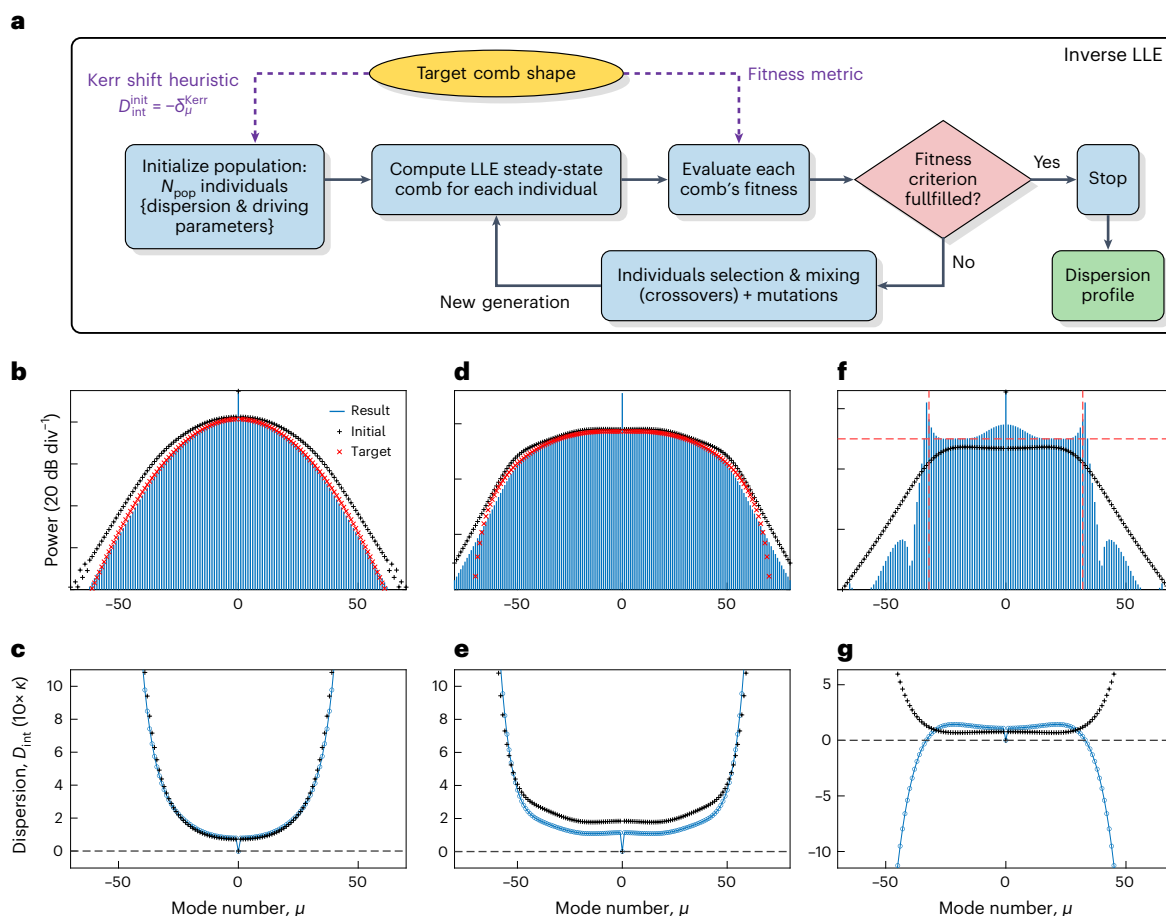 a
Inverse LLE
Target comb shape
Kerr shift heuristic
D_int^init = −δ_μ^Kerr
Fitness metric
Initialize population:
N_pop individuals
{dispersion & driving
parameters}
Compute LLE steady-state
comb for each individual
Evaluate each
comb's fitness
Fitness
criterion
fullfilled?
Yes
Stop
No
Individuals selection & mixing
(crossovers) + mutations
New generation
Dispersion
profile
b
d
f
Power (20 dB div⁻¹)
Result
Initial
Target
−50
0
50
−50
0
50
−50
0
50
c
e
g
Dispersion, D_int (10× κ)
10
8
6
4
2
0
10
8
6
4
2
0
5
0
−5
−10
−50
0
50
−50
0
50
−50
0
50
Mode number, μ
Mode number, μ
Mode number, μ